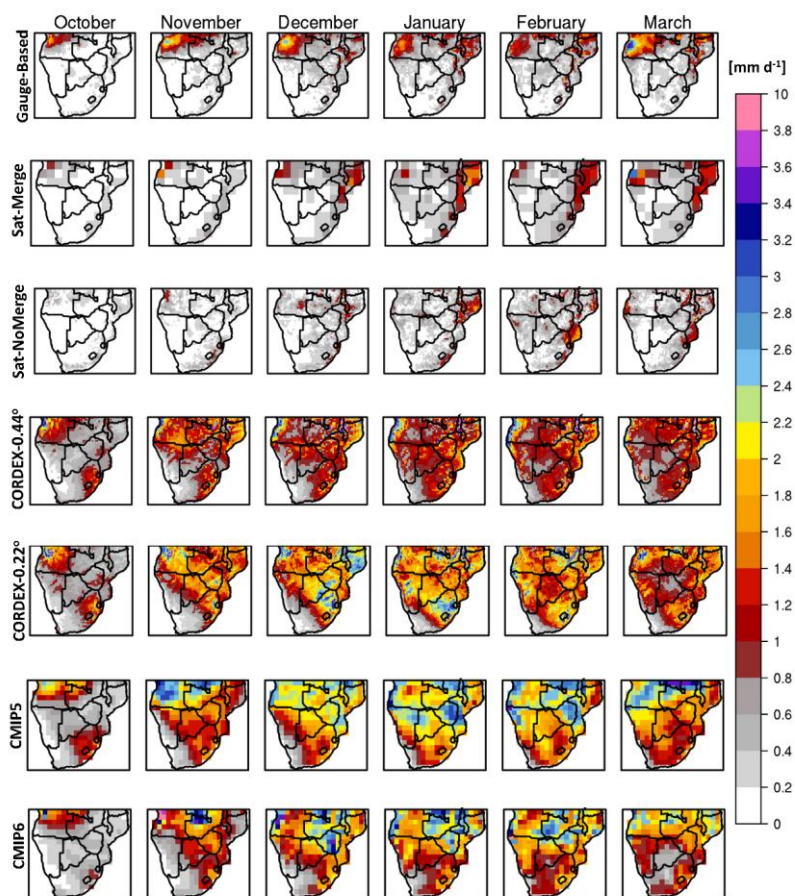 October November December January February March
Gauge-Based
[mm d⁻¹]
Sat-Merge
Sat-NoMerge
CORDEX-0.44º
CORDEX-0.22º
CMIP5
CMIP6
10
3.8
3.6
3.4
3.2
3
2.8
2.6
2.4
2.2
2
1.8
1.6
1.4
1.2
1
0.8
0.6
0.4
0.2
0